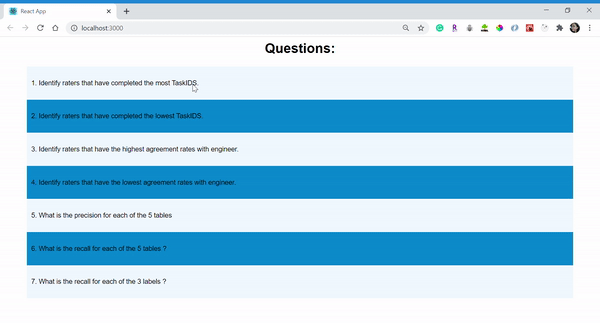 React App
localhost:3000
Questions:
1. Identify raters that have completed the most TaskIDS.
2. Identify raters that have completed the lowest TaskIDS.
3. Identify raters that have the highest agreement rates with engineer.
4. Identify raters that have the lowest agreement rates with engineer.
5. What is the precision for each of the 5 tables
6. What is the recall for each of the 5 tables ?
7. What is the recall for each of the 3 labels ?